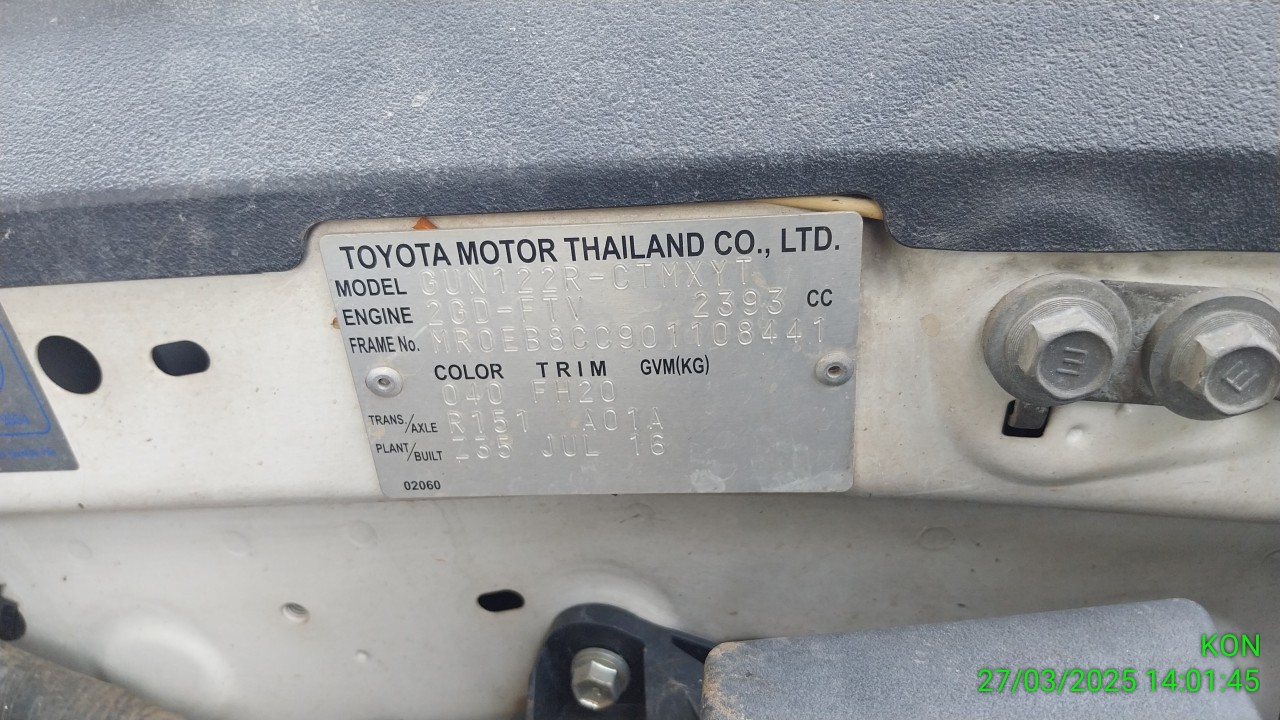 TOYOTA MOTOR THAILAND CO., LTD.
MODEL GUN122R-CTMXYT
ENGINE 2GD-FTV 2393 CC
FRAME No. MR0EB8CC901108441
COLOR TRIM GVM(KG)
040 FH20
TRANS/AXLE R151 A01A
PLANT/BUILT Z35 JUL 16
02060
E
E
KON
27/03/2025 14:01:45